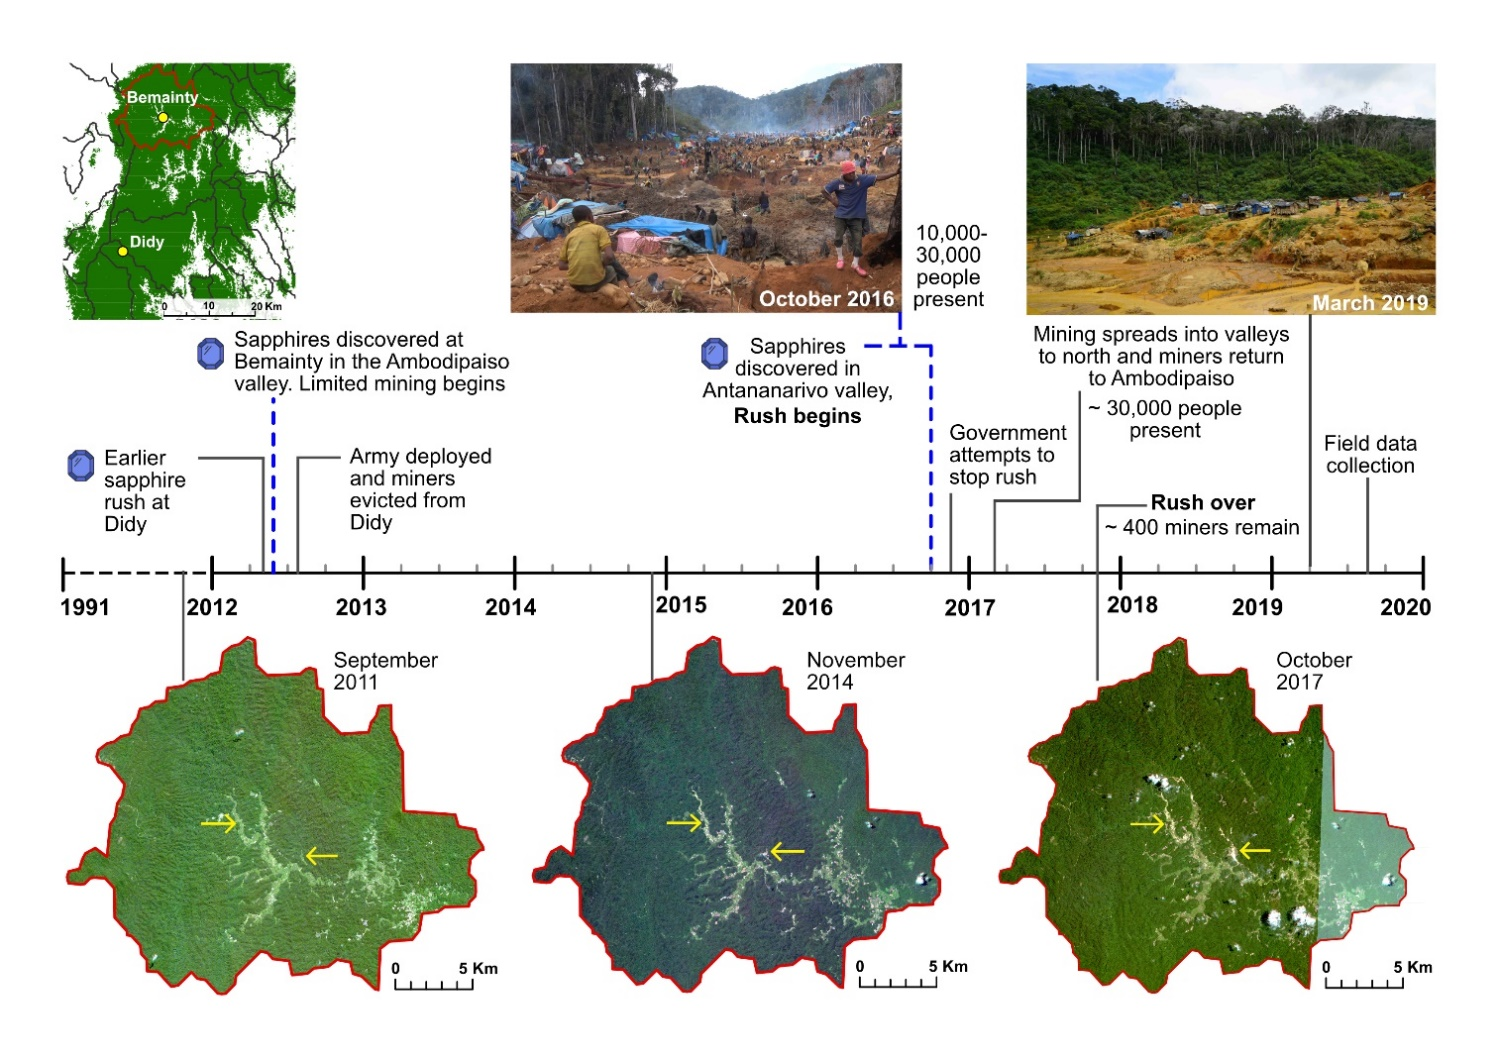 Bemainty
Didy
0 10 20 Km
October 2016
10,000-
30,000
people
present
March 2019
Sapphires discovered at
Bemainty in the Ambodipaiso
valley. Limited mining begins
Sapphires
discovered in
Antananarivo valley,
Rush begins
Mining spreads into valleys
to north and miners return
to Ambodipaiso
~ 30,000 people
present
Earlier
sapphire
rush at
Didy
Army deployed
and miners
evicted from
Didy
Government
attempts to
stop rush
Rush over
~ 400 miners remain
Field data
collection
1991 2012 2013 2014 2015 2016 2017 2018 2019 2020
September
2011
0 5 Km
November
2014
0 5 Km
October
2017
0 5 Km